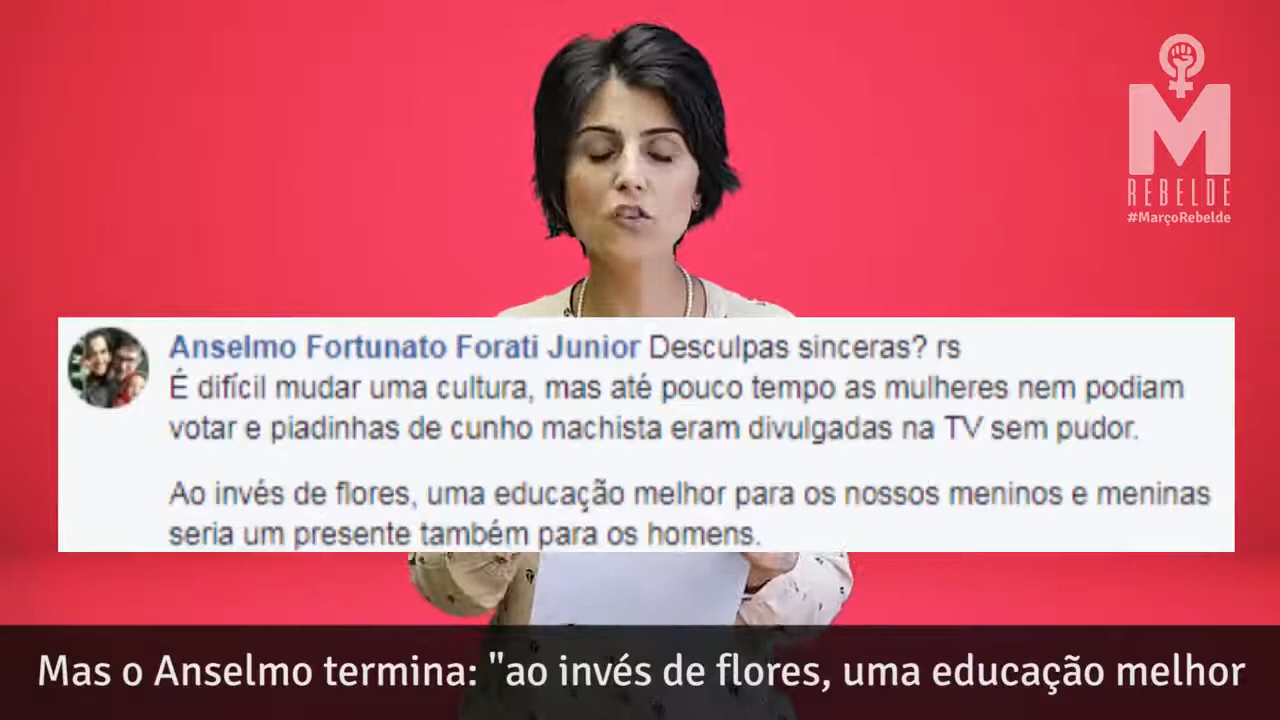 M
REBELDE
#MarçoRebelde
Anselmo Fortunato Forati Junior Desculpas sinceras? rs
É difícil mudar uma cultura, mas até pouco tempo as mulheres nem podiam
votar e piadinhas de cunho machista eram divulgadas na TV sem pudor.
Ao invés de flores, uma educação melhor para os nossos meninos e meninas
seria um presente também para os homens.
Mas o Anselmo termina: "ao invés de flores, uma educação melhor